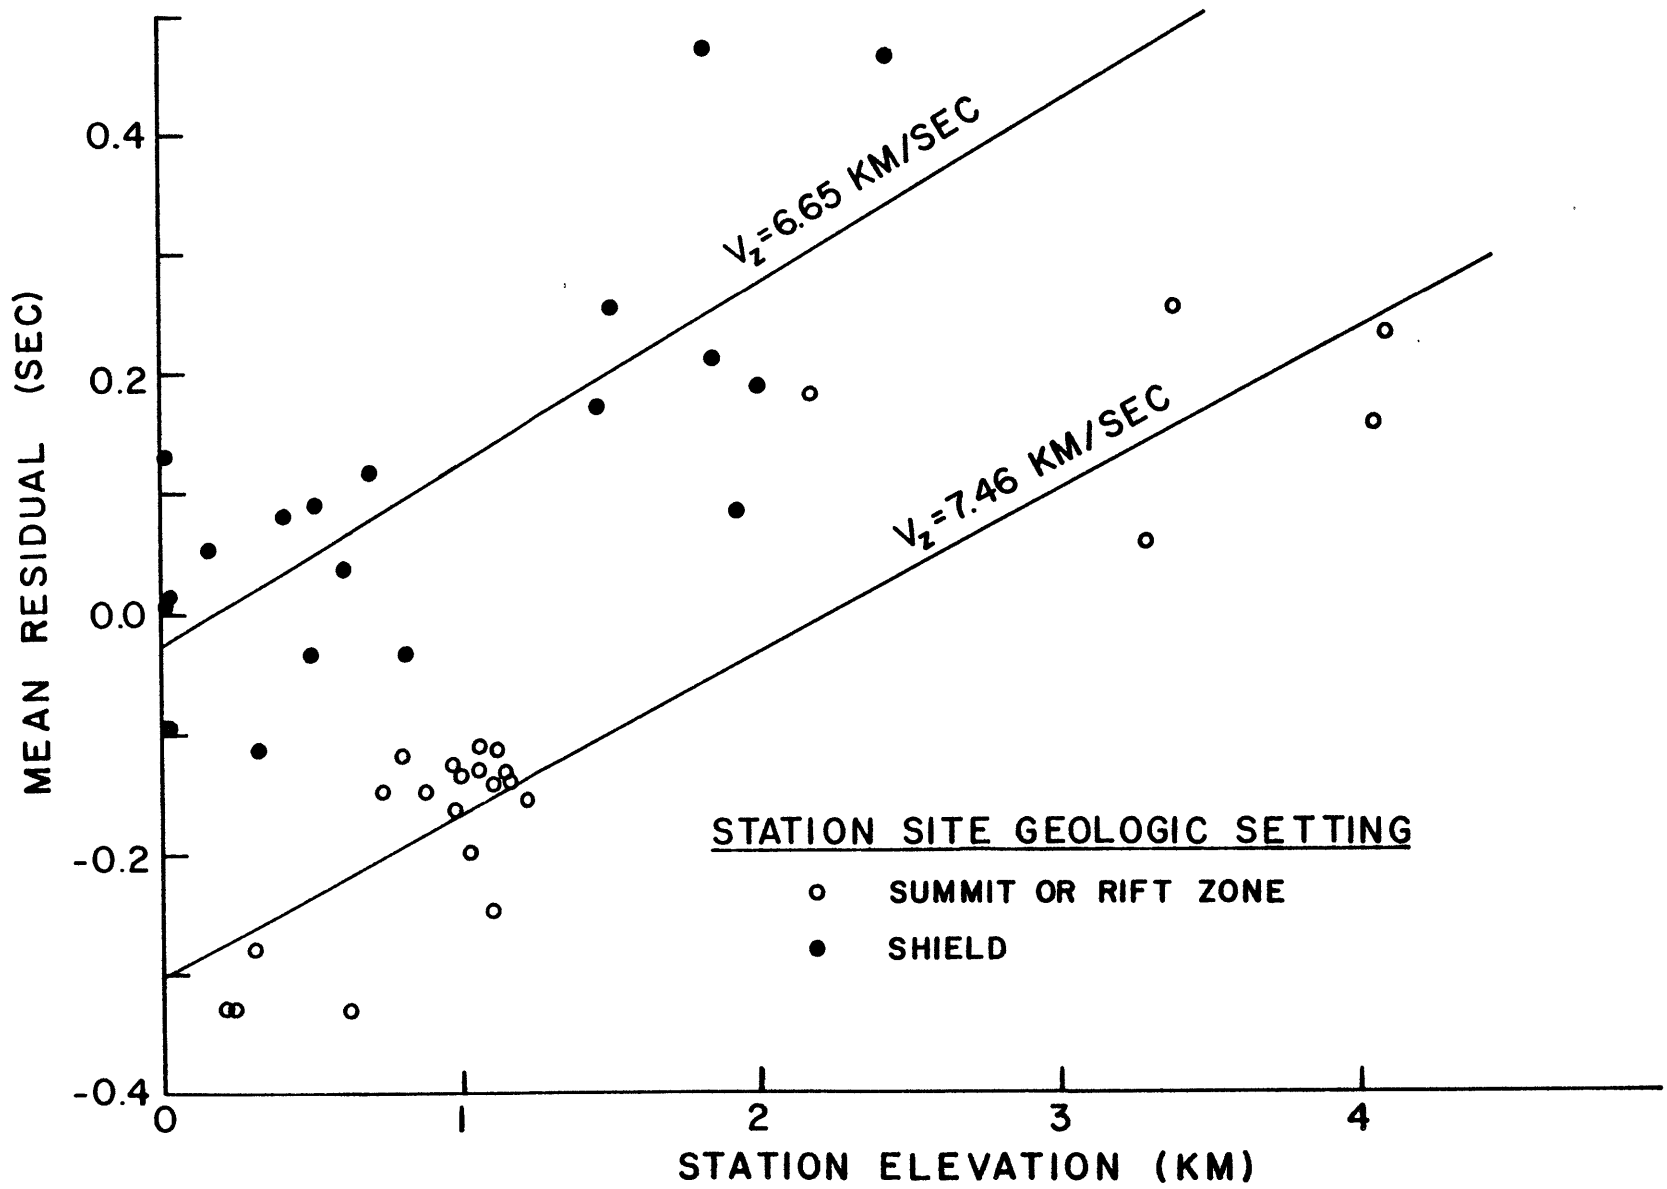 0.4
0.2
0.0
-0.2
-0.4
MEAN RESIDUAL (SEC)
V₂=6.65 KM/SEC
V₂=7.46 KM/SEC
STATION SITE GEOLOGIC SETTING
SUMMIT OR RIFT ZONE
SHIELD
0 1 2 3 4
STATION ELEVATION (KM)